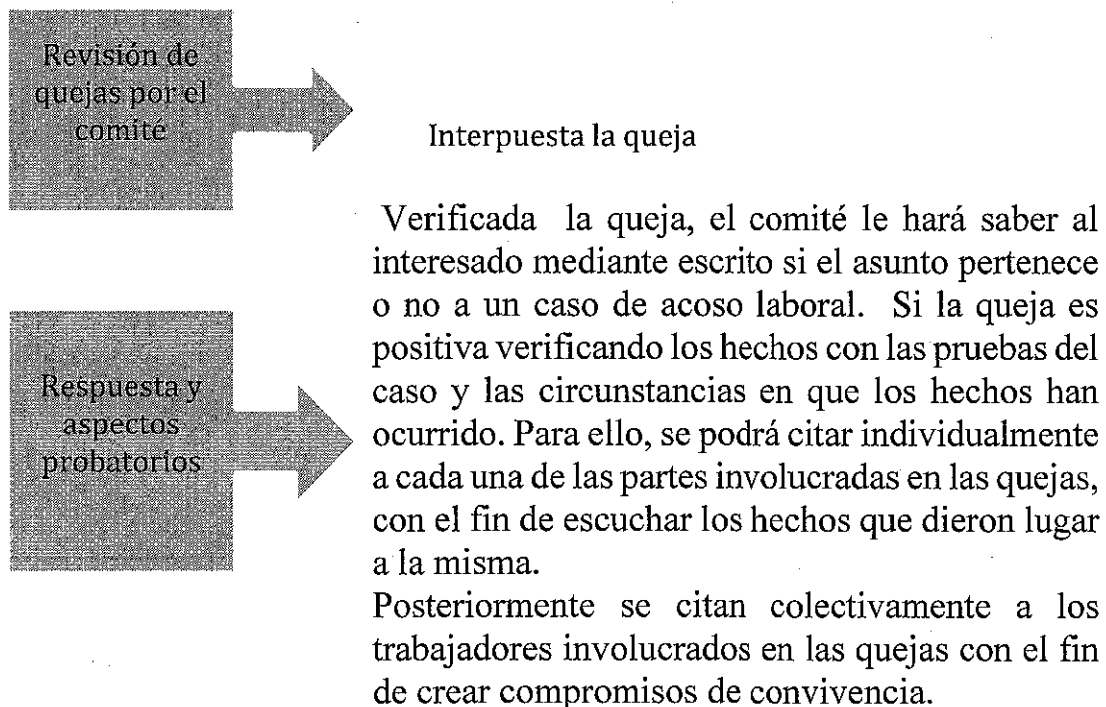 Revisión de
quejas por el
comité
Interpuesta la queja
Verificada la queja, el comité le hará saber al
interesado mediante escrito si el asunto pertenece
o no a un caso de acoso laboral. Si la queja es
positiva verificando los hechos con las pruebas del
caso y las circunstancias en que los hechos han
ocurrido. Para ello, se podrá citar individualmente
a cada una de las partes involucradas en las quejas,
con el fin de escuchar los hechos que dieron lugar
a la misma.
Posteriormente se citan colectivamente a los
trabajadores involucrados en las quejas con el fin
de crear compromisos de convivencia.
Respuesta y
aspectos
probatorios